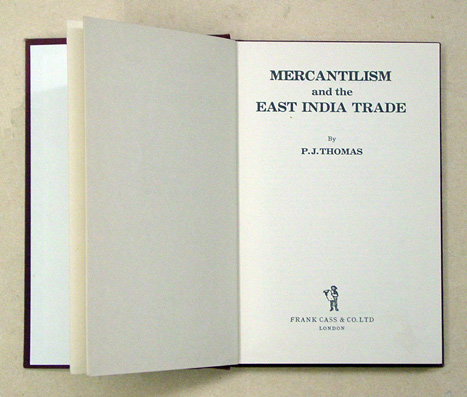 MERCANTILISM
and the
EAST INDIA TRADE
By
P. J. THOMAS
FRANK CASS & CO. LTD
LONDON